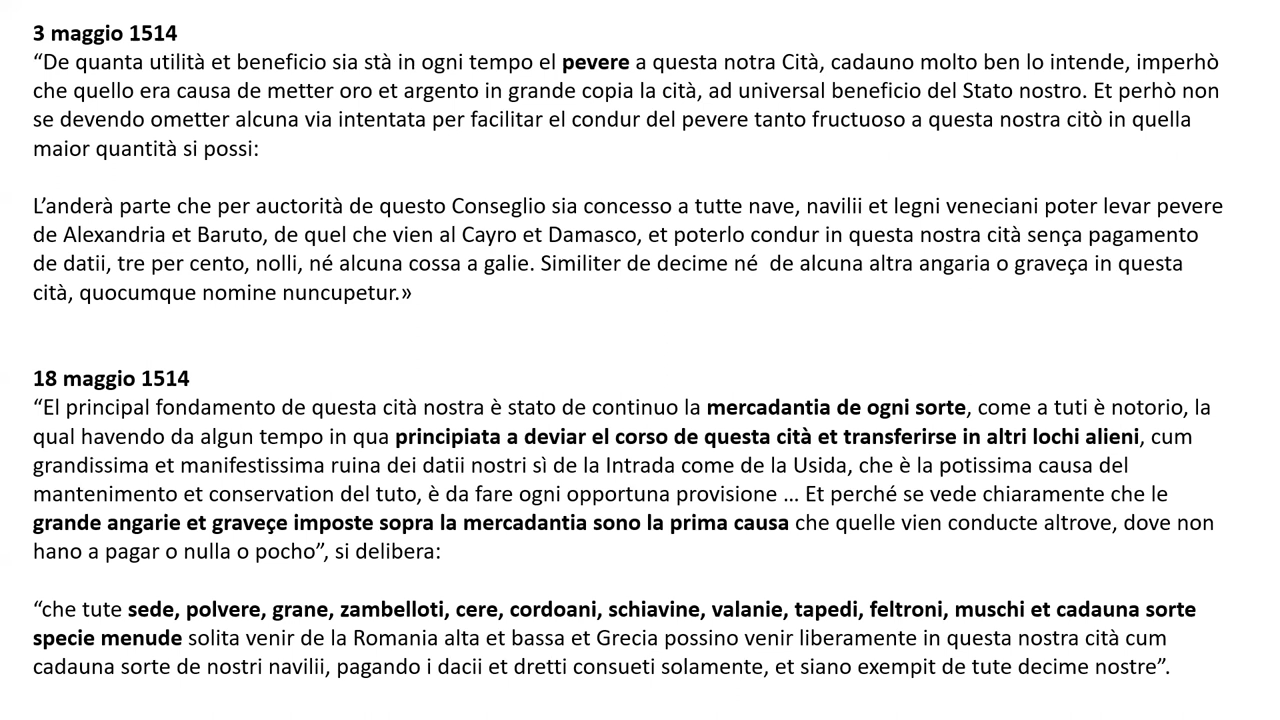 3 maggio 1514
“De quanta utilità et beneficio sia stà in ogni tempo el pevere a questa notra Cità, cadauno molto ben lo intende, imperhò
che quello era causa de metter oro et argento in grande copia la cità, ad universal beneficio del Stato nostro. Et perhò non
se devendo ometter alcuna via intentata per facilitar el condur del pevere tanto fructuoso a questa nostra citò in quella
maior quantità si possi:
L’anderà parte che per auctorità de questo Conseglio sia concesso a tutte nave, navilii et legni veneciani poter levar pevere
de Alexandria et Baruto, de quel che vien al Cayro et Damasco, et poterlo condur in questa nostra cità sença pagamento
de datii, tre per cento, nolli, né alcuna cossa a galie. Similiter de decime né  de alcuna altra angaria o graveça in questa
cità, quocumque nomine nuncupetur.»
18 maggio 1514
“El principal fondamento de questa cità nostra è stato de continuo la mercadantia de ogni sorte, come a tuti è notorio, la
qual havendo da algun tempo in qua principiata a deviar el corso de questa cità et transferirse in altri lochi alieni, cum
grandissima et manifestissima ruina dei datii nostri sì de la Intrada come de la Usida, che è la potissima causa del
mantenimento et conservation del tuto, è da fare ogni opportuna provisione … Et perché se vede chiaramente che le
grande angarie et graveçe imposte sopra la mercadantia sono la prima causa che quelle vien conducte altrove, dove non
hano a pagar o nulla o pocho”, si delibera:
“che tute sede, polvere, grane, zambelloti, cere, cordoani, schiavine, valanie, tapedi, feltroni, muschi et cadauna sorte
specie menude solita venir de la Romania alta et bassa et Grecia possino venir liberamente in questa nostra cità cum
cadauna sorte de nostri navilii, pagando i dacii et dretti consueti solamente, et siano exempit de tute decime nostre”.